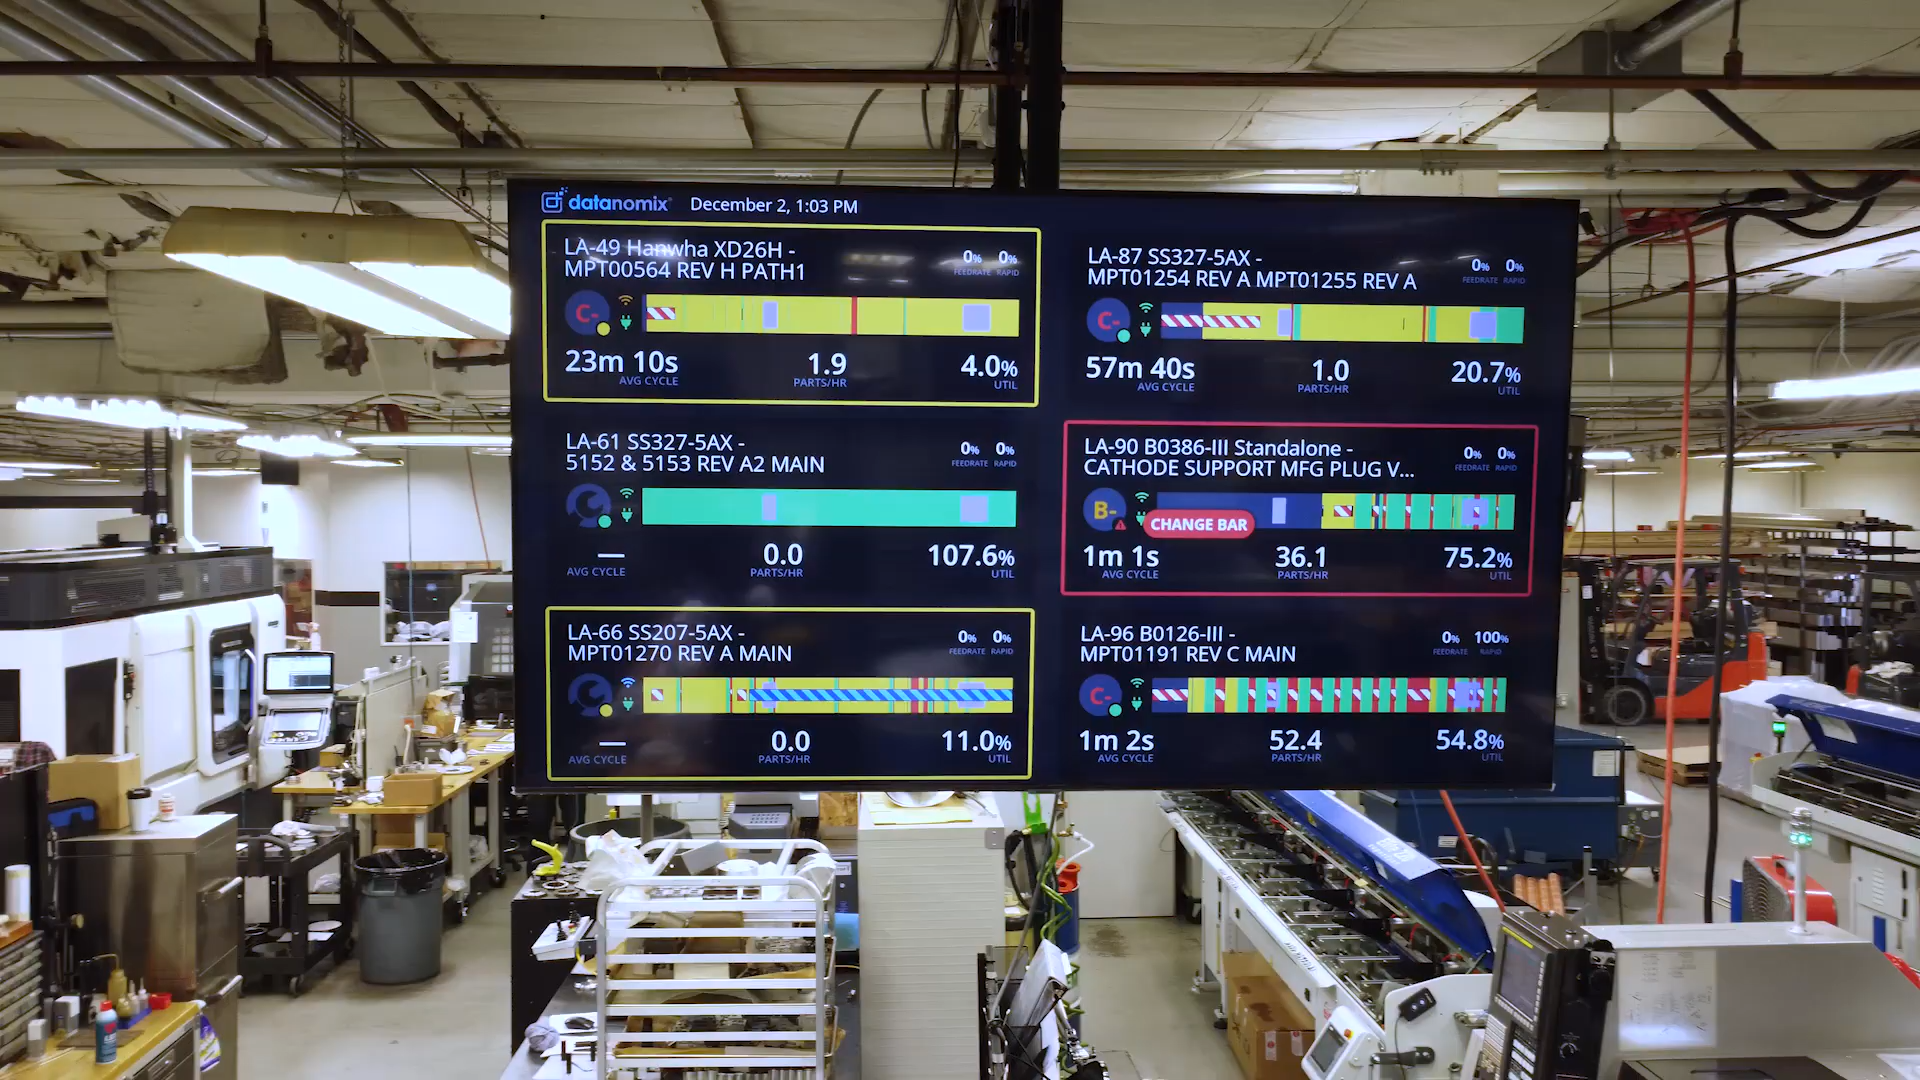 datanomix December 2, 1:03 PM
LA-49 Hanwha XD26H -
MPT00564 REV H PATH1
0% 0%
FEEDRATE RAPID
C-
23m 10s 1.9 4.0%
AVG CYCLE PARTS/HR UTIL
LA-61 SS327-5AX -
5152 & 5153 REV A2 MAIN
0% 0%
FEEDRATE RAPID
— 0.0 107.6%
AVG CYCLE PARTS/HR UTIL
LA-66 SS207-5AX -
MPT01270 REV A MAIN
0% 0%
FEEDRATE RAPID
— 0.0 11.0%
AVG CYCLE PARTS/HR UTIL
LA-87 SS327-5AX -
MPT01254 REV A MPT01255 REV A
0% 0%
FEEDRATE RAPID
C-
57m 40s 1.0 20.7%
AVG CYCLE PARTS/HR UTIL
LA-90 B0386-III Standalone -
CATHODE SUPPORT MFG PLUG V...
0% 0%
FEEDRATE RAPID
B-
CHANGE BAR
1m 1s 36.1 75.2%
AVG CYCLE PARTS/HR UTIL
LA-96 B0126-III -
MPT01191 REV C MAIN
0% 100%
FEEDRATE RAPID
C-
1m 2s 52.4 54.8%
AVG CYCLE PARTS/HR UTIL